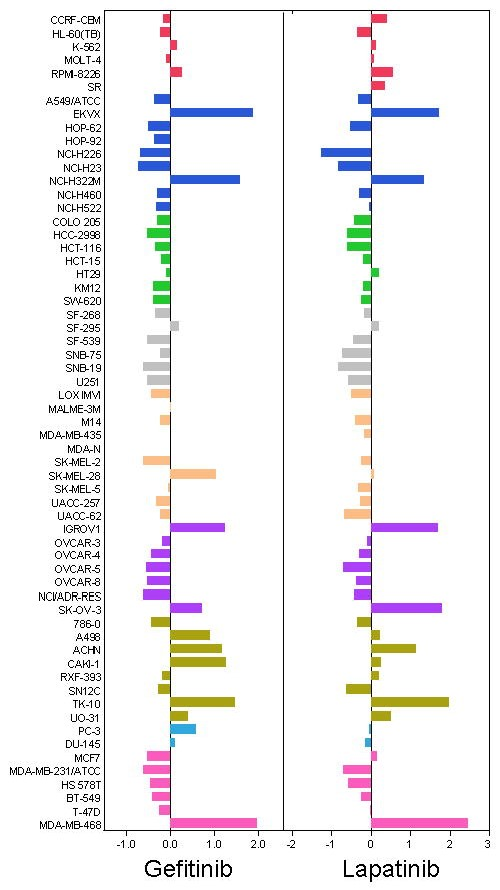 CCRF-CEM
HL-60(TB)
K-562
MOLT-4
RPMI-8226
SR
A549/ATCC
EKVX
HOP-62
HOP-92
NCI-H226
NCI-H23
NCI-H322M
NCI-H460
NCI-H522
COLO 205
HCC-2998
HCT-116
HCT-15
HT29
KM12
SW-620
SF-268
SF-295
SF-539
SNB-75
SNB-19
U251
LOX IMVI
MALME-3M
M14
MDA-MB-435
MDA-N
SK-MEL-2
SK-MEL-28
SK-MEL-5
UACC-257
UACC-62
IGROV1
OVCAR-3
OVCAR-4
OVCAR-5
OVCAR-8
NCI/ADR-RES
SK-OV-3
786-0
A498
ACHN
CAKI-1
RXF-393
SN12C
TK-10
UO-31
PC-3
DU-145
MCF7
MDA-MB-231/ATCC
HS 578T
BT-549
T-47D
MDA-MB-468
-1.0 0.0 1.0 2.0 -2 -1 0 1 2 3
Gefitinib Lapatinib